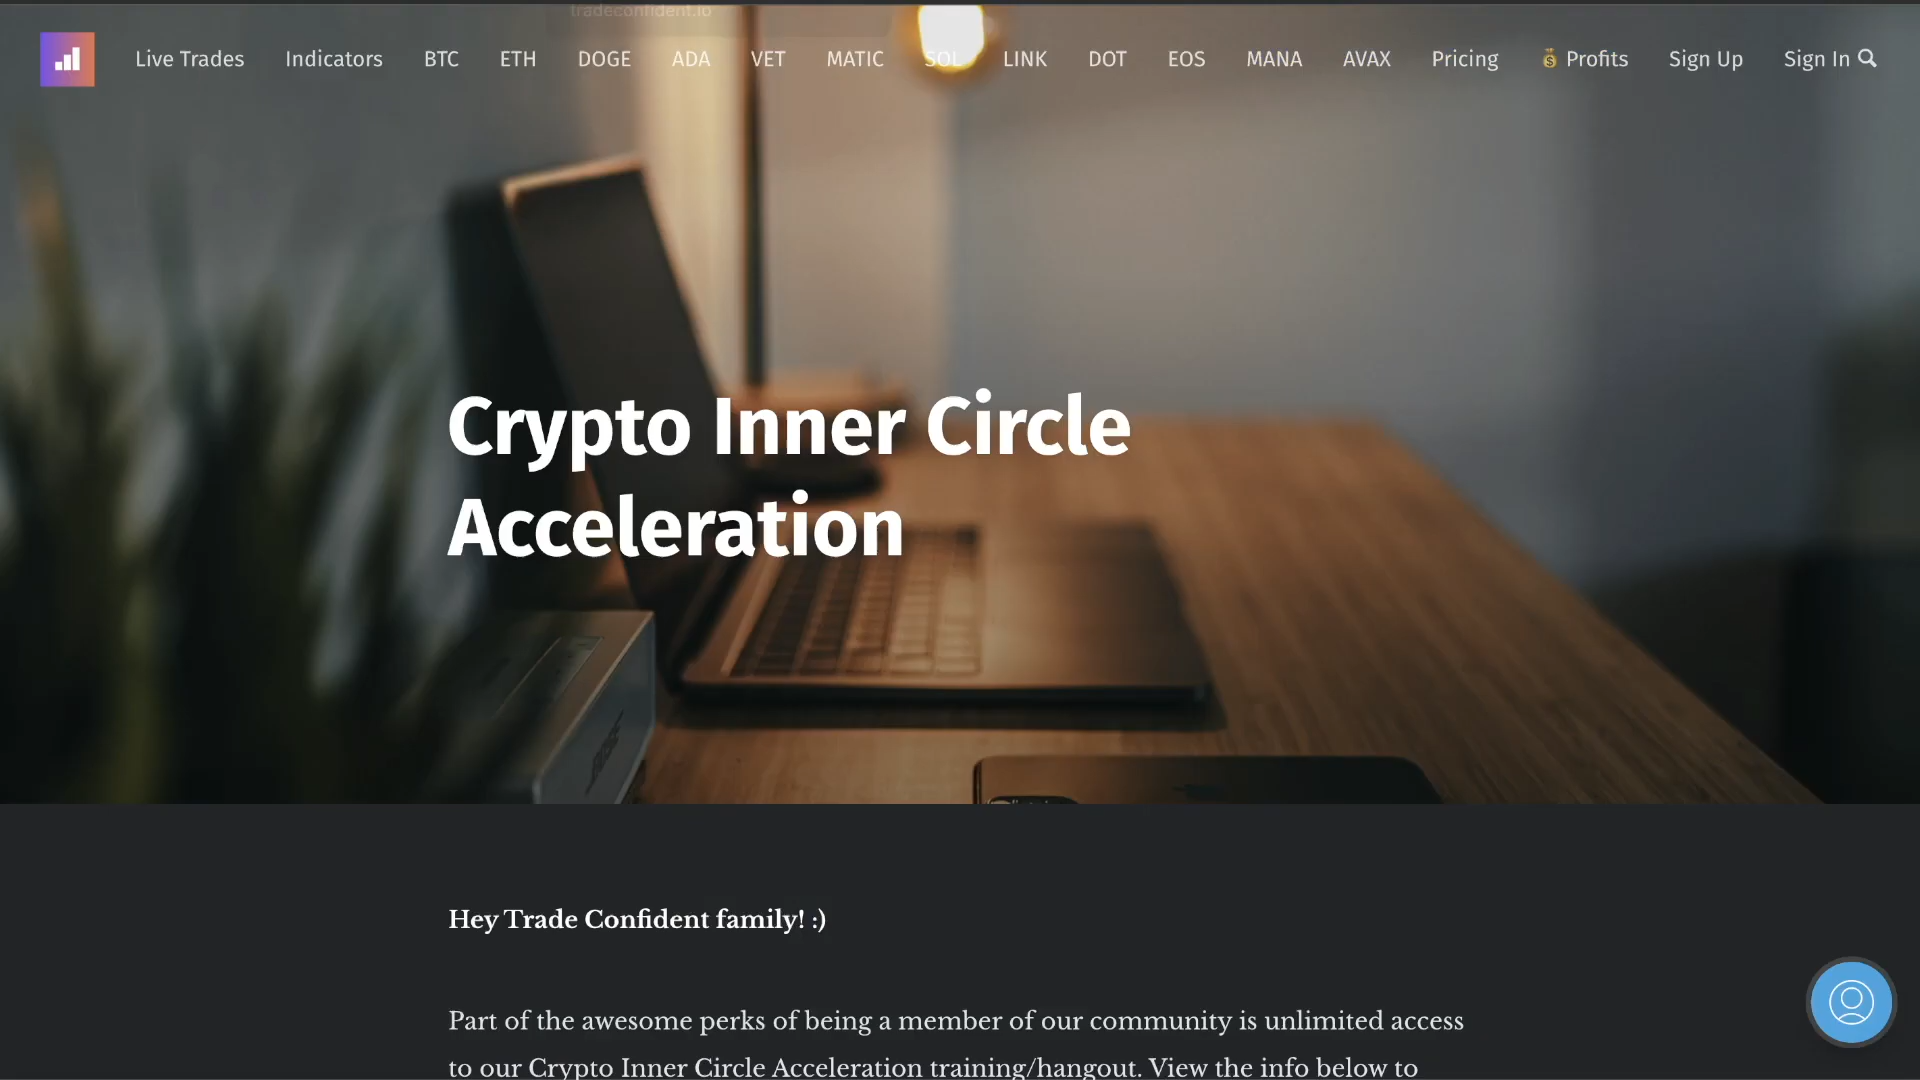 tradeconfident.io
Live Trades Indicators BTC ETH DOGE ADA VET MATIC SOL LINK DOT EOS MANA AVAX Pricing 💰 Profits Sign Up Sign In
Crypto Inner Circle
Acceleration
Hey Trade Confident family! :)
Part of the awesome perks of being a member of our community is unlimited access
to our Crypto Inner Circle Acceleration training/hangout. View the info below to